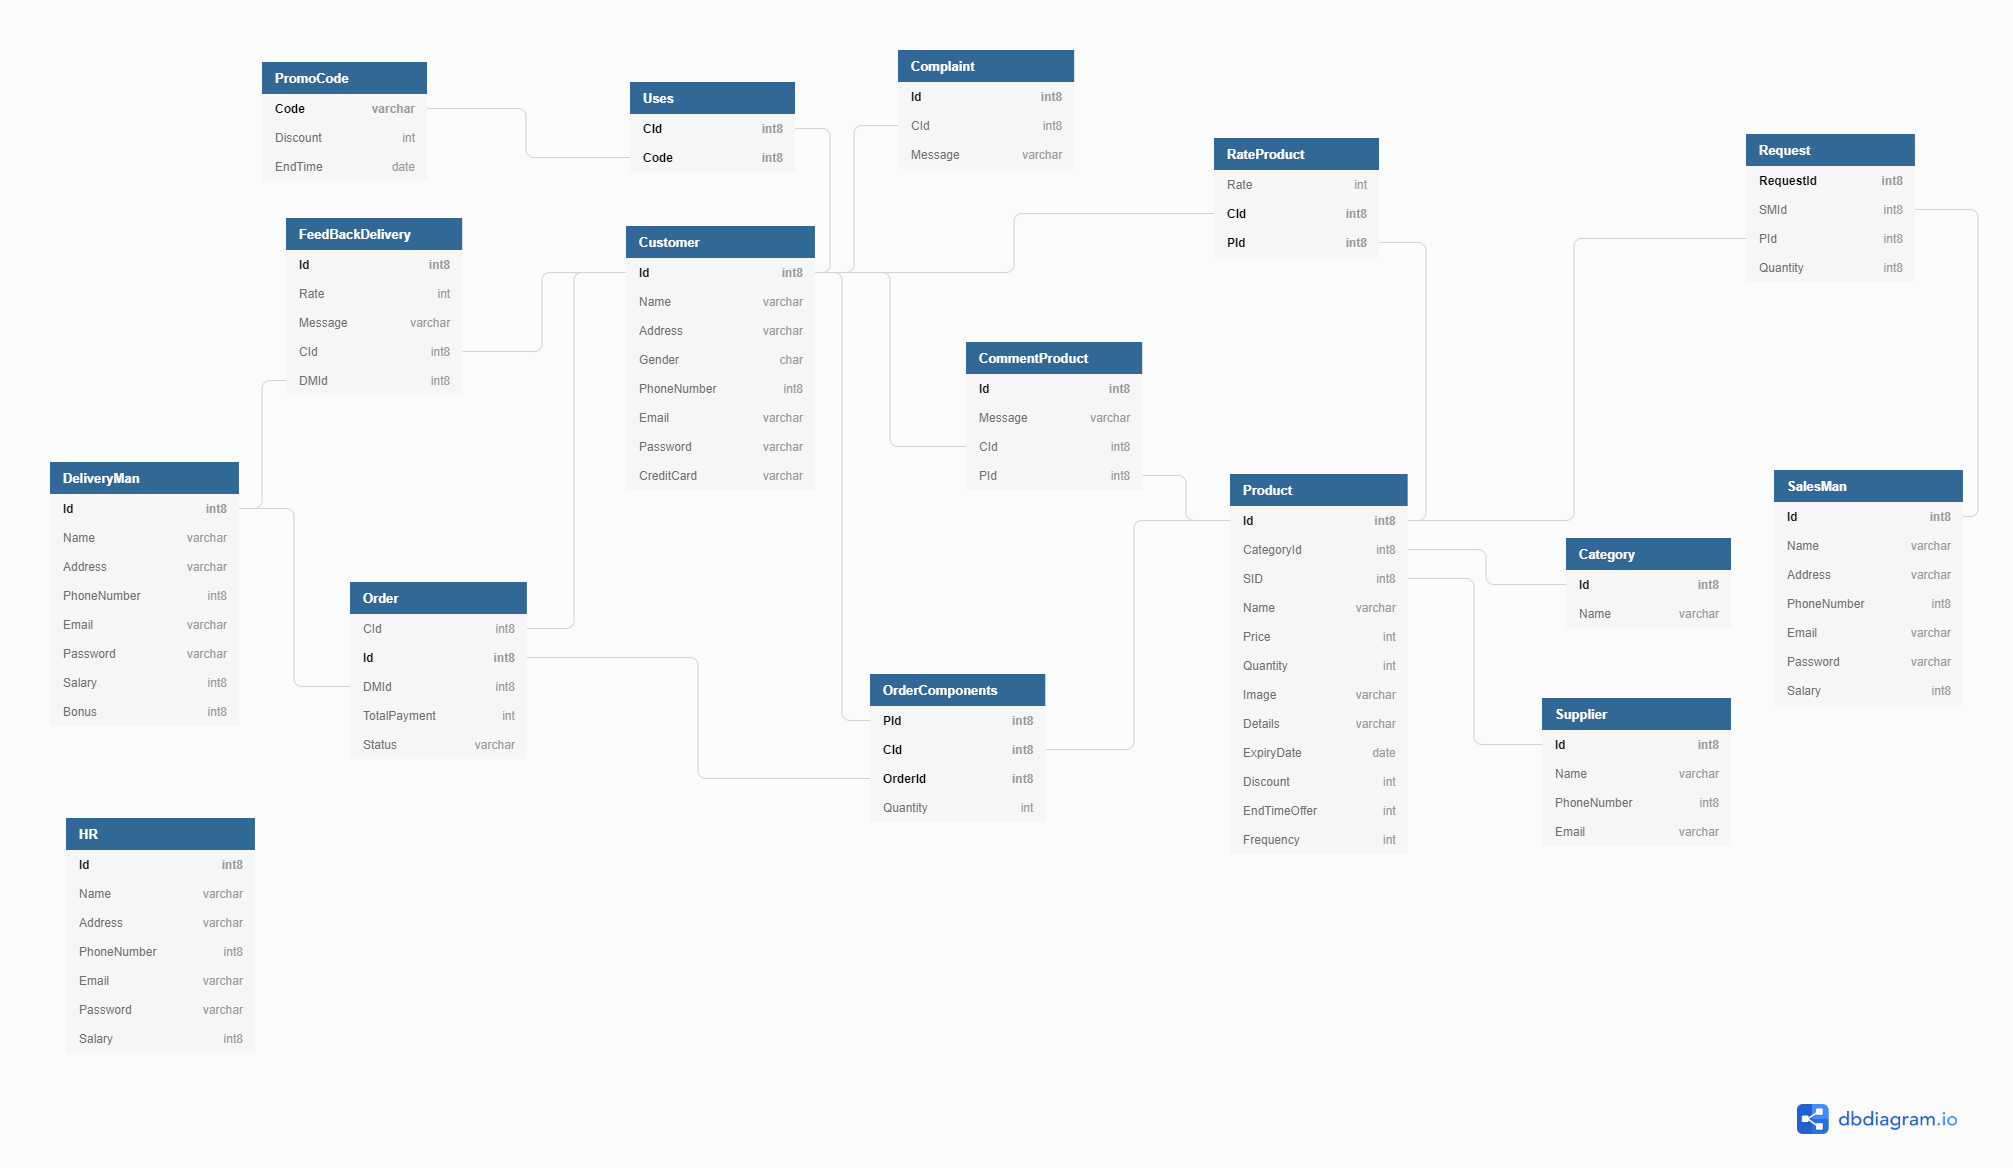 PromoCode
Code varchar
Discount int
EndTime date
Uses
CId int8
Code int8
Complaint
Id int8
CId int8
Message varchar
RateProduct
Rate int
CId int8
PId int8
Request
RequestId int8
SMId int8
PId int8
Quantity int8
FeedBackDelivery
Id int8
Rate int
Message varchar
CId int8
DMId int8
Customer
Id int8
Name varchar
Address varchar
Gender char
PhoneNumber int8
Email varchar
Password varchar
CreditCard varchar
CommentProduct
Id int8
Message varchar
CId int8
PId int8
DeliveryMan
Id int8
Name varchar
Address varchar
PhoneNumber int8
Email varchar
Password varchar
Salary int8
Bonus int8
Order
CId int8
Id int8
DMId int8
TotalPayment int
Status varchar
OrderComponents
PId int8
CId int8
OrderId int8
Quantity int
Product
Id int8
CategoryId int8
SID int8
Name varchar
Price int
Quantity int
Image varchar
Details varchar
ExpiryDate date
Discount int
EndTimeOffer int
Frequency int
Category
Id int8
Name varchar
SalesMan
Id int8
Name varchar
Address varchar
PhoneNumber int8
Email varchar
Password varchar
Salary int8
Supplier
Id int8
Name varchar
PhoneNumber int8
Email varchar
HR
Id int8
Name varchar
Address varchar
PhoneNumber int8
Email varchar
Password varchar
Salary int8
dbdiagram.io